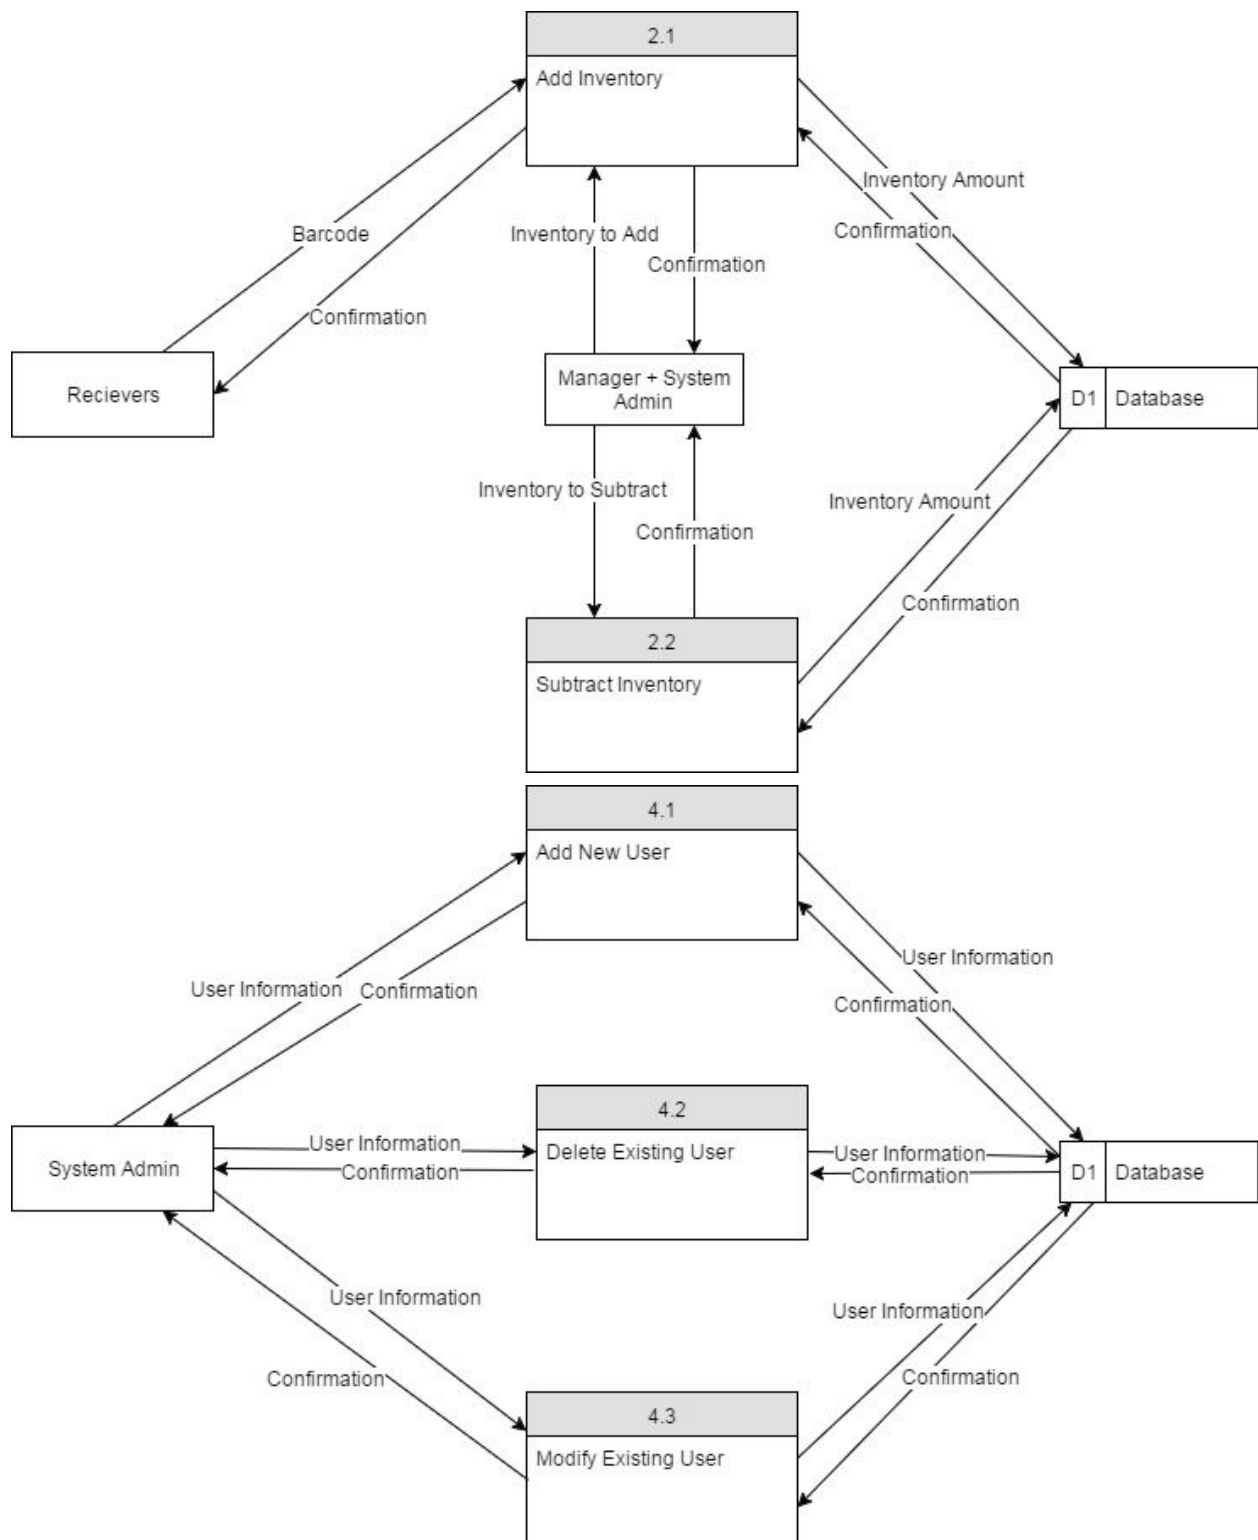 2.1
Add Inventory
Inventory Amount
Barcode
Inventory to Add
Confirmation
Confirmation
Confirmation
Recievers
Manager + System
Admin
D1
Database
Inventory to Subtract
Inventory Amount
Confirmation
Confirmation
2.2
Subtract Inventory
4.1
Add New User
User Information
User Information
Confirmation
Confirmation
4.2
User Information
Delete Existing User
User Information
System Admin
Confirmation
Confirmation
D1
Database
User Information
User Information
Confirmation
Confirmation
4.3
Modify Existing User